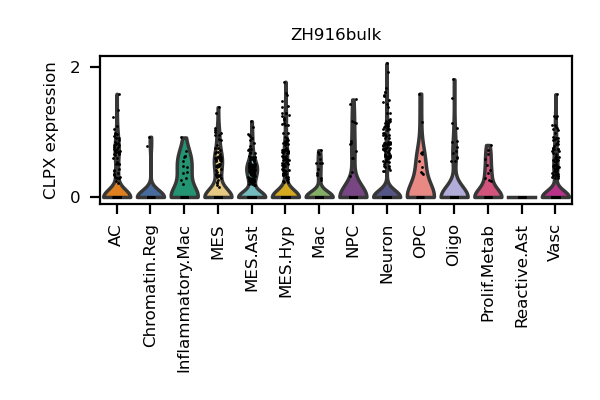 ZH916bulk
CLPX expression
2
0
AC
Chromatin.Reg
Inflammatory.Mac
MES
MES.Ast
MES.Hyp
Mac
NPC
Neuron
OPC
Oligo
Prolif.Metab
Reactive.Ast
Vasc